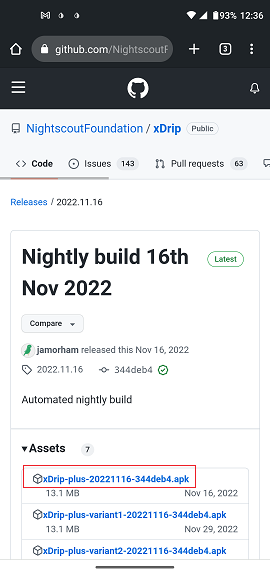 93% 12:36
github.com/NightscoutF
3
NightscoutFoundation / xDrip Public
Code Issues 143 Pull requests 63
Releases / 2022.11.16
Nightly build 16th Nov 2022 Latest
Compare
jamorham released this Nov 16, 2022
2022.11.16 344deb4
Automated nightly build
Assets 7
xDrip-plus-20221116-344deb4.apk
13.1 MB Nov 16, 2022
xDrip-plus-variant1-20221116-344deb4.apk
13.1 MB Nov 29, 2022
xDrip-plus-variant2-20221116-344deb4.apk